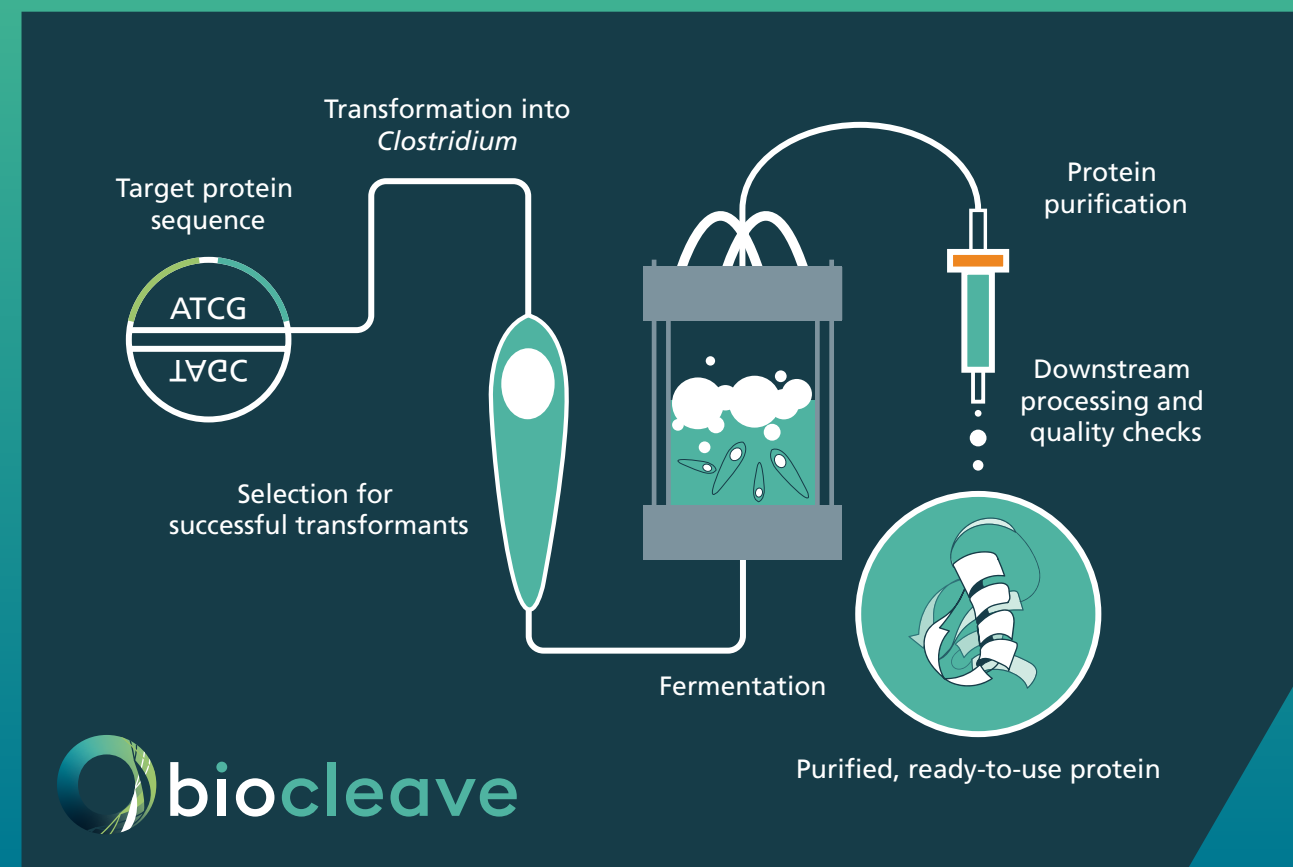 Transformation into
Clostridium
Target protein
sequence
ATCG
TAGC
Selection for
successful transformants
Fermentation
Protein
purification
Downstream
processing and
quality checks
Purified, ready-to-use protein
biocleave